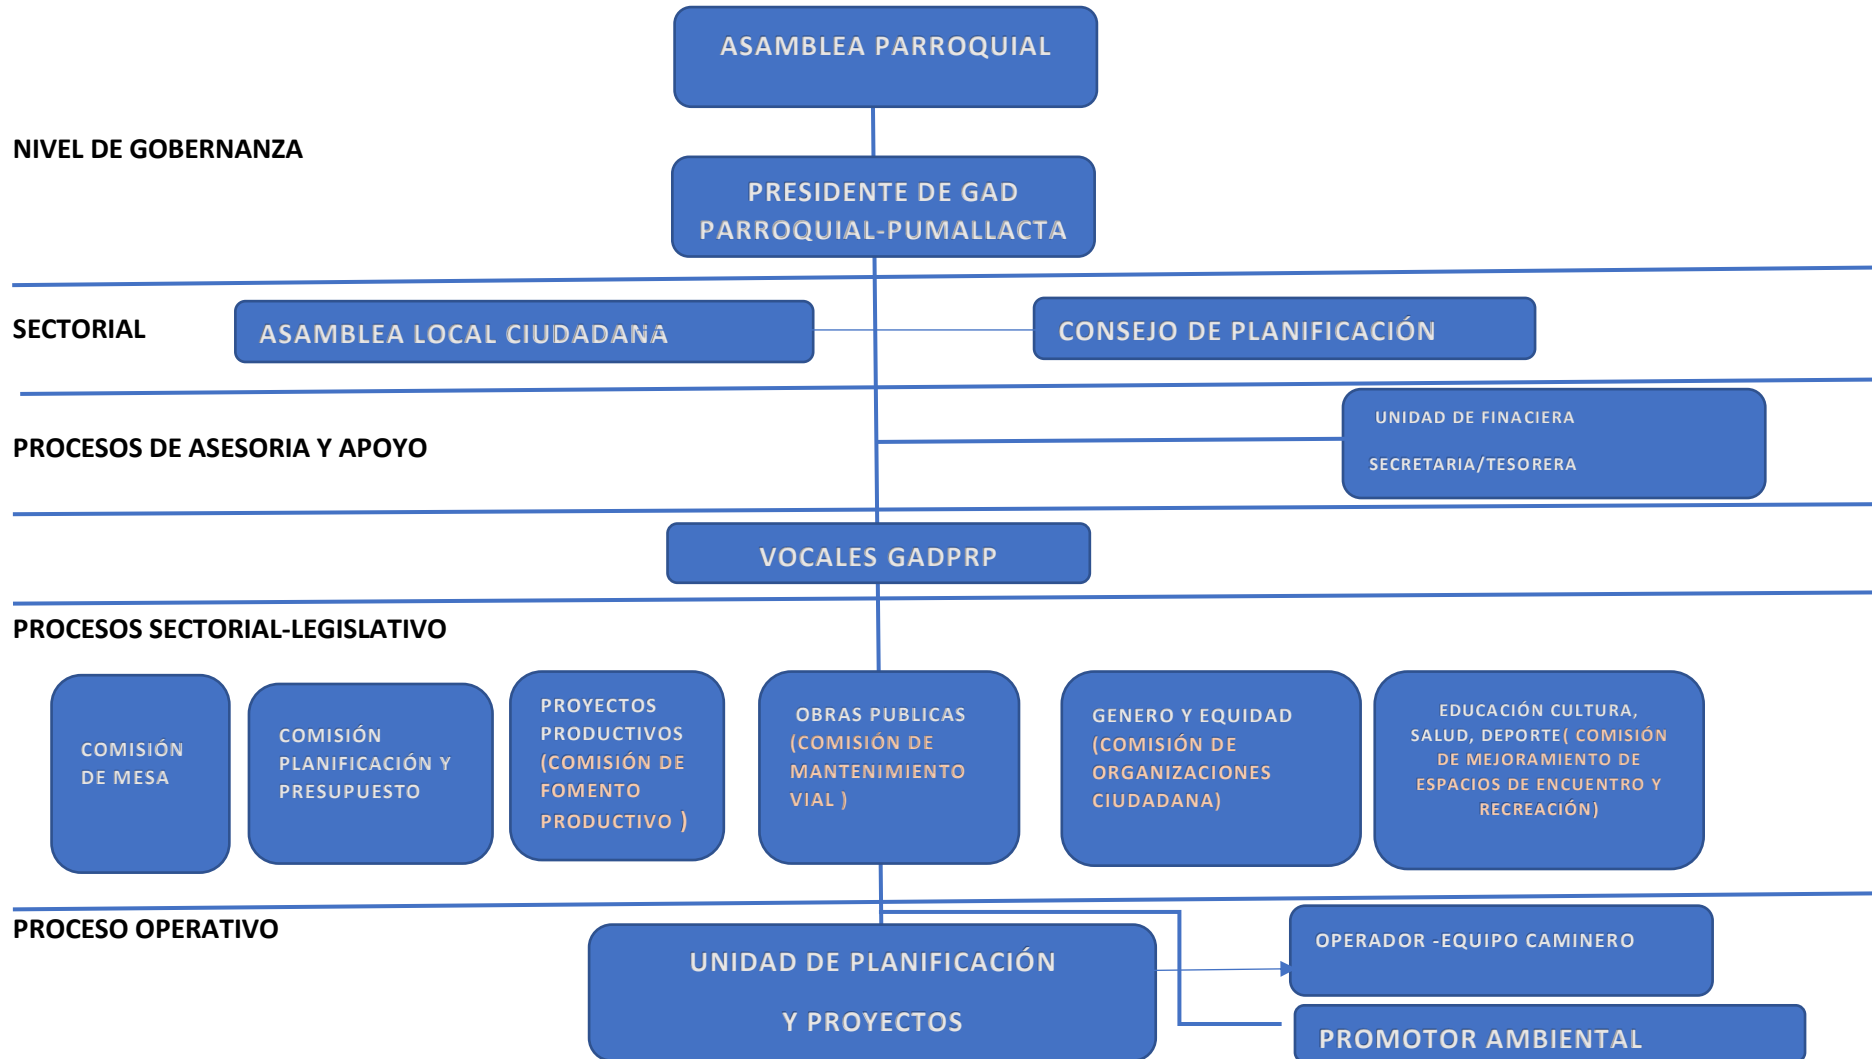 ASAMBLEA PARROQUIAL
NIVEL DE GOBERNANZA
PRESIDENTE DE GAD
PARROQUIAL-PUMALLACTA
SECTORIAL
ASAMBLEA LOCAL CIUDADANA
CONSEJO DE PLANIFICACIÓN
PROCESOS DE ASESORIA Y APOYO
UNIDAD DE FINACIERA
SECRETARIA/TESORERA
VOCALES GADPRP
PROCESOS SECTORIAL-LEGISLATIVO
COMISIÓN
DE MESA
COMISIÓN
PLANIFICACIÓN Y
PRESUPUESTO
PROYECTOS
PRODUCTIVOS
(COMISIÓN DE
FOMENTO
PRODUCTIVO )
OBRAS PUBLICAS
(COMISIÓN DE
MANTENIMIENTO
VIAL )
GENERO Y EQUIDAD
(COMISIÓN DE
ORGANIZACIONES
CIUDADANA)
EDUCACIÓN CULTURA,
SALUD, DEPORTE( COMISIÓN
DE MEJORAMIENTO DE
ESPACIOS DE ENCUENTRO Y
RECREACIÓN)
PROCESO OPERATIVO
UNIDAD DE PLANIFICACIÓN
Y PROYECTOS
OPERADOR -EQUIPO CAMINERO
PROMOTOR AMBIENTAL